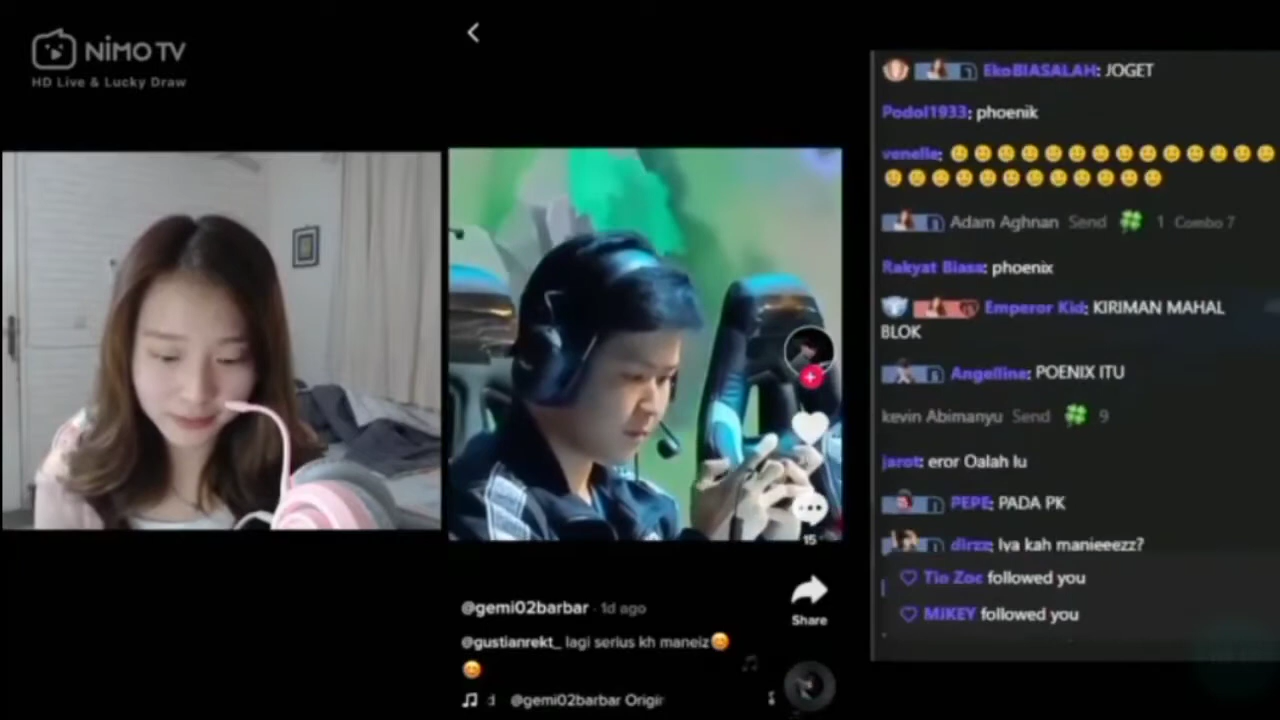 NIMO TV
HD Live & Lucky Draw
EkoBIASALAH: JOGET
Podol1933: phoenik
venelle:
Adam Aghnan Send 1 Combo 7
Rakyat Biasa: phoenix
Emperor Kid: KIRIMAN MAHAL
BLOK
Angelline: POENIX ITU
kevin Abimanyu Send 9
jarot: eror Oalah lu
PEPE: PADA PK
dirzz: Iya kah manieeezz?
Tio Zoc followed you
MIKEY followed you
15
Share
@gemi02barbar · 1d ago
@gustianrekt_ lagi serius kh maneiz😊
😊
@gemi02barbar Origin